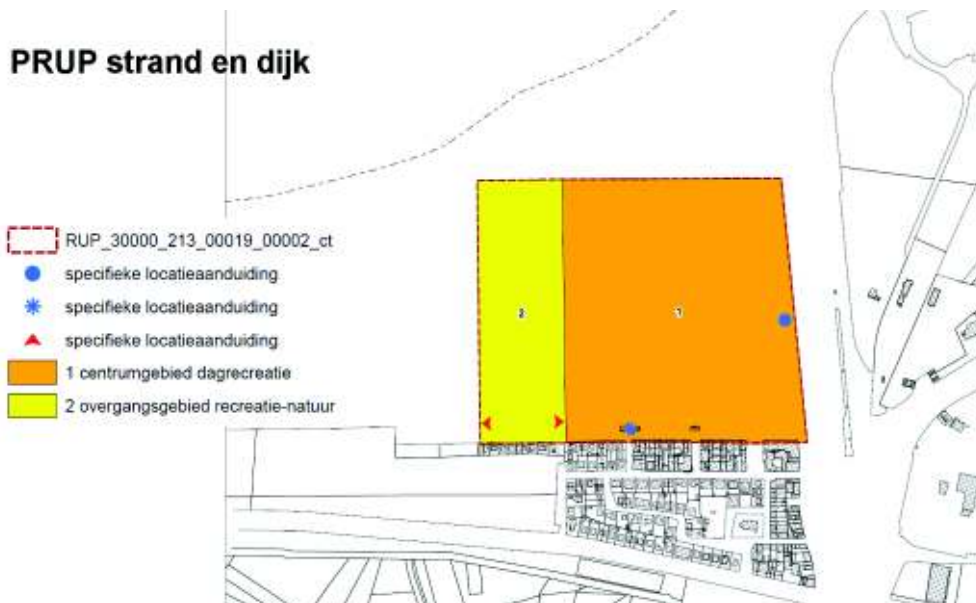 PRUP strand en dijk
RUP_30000_213_00019_00002_ct
specifieke locatieaanduiding
specifieke locatieaanduiding
specifieke locatieaanduiding
1 centrumgebied dagrecreatie
2 overgangsgebied recreatie-natuur
2
1